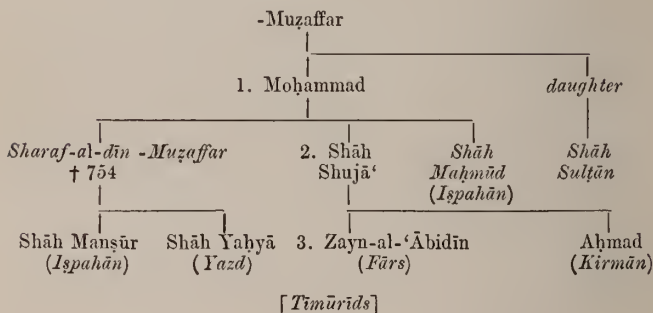 -Muẓaffar
1. Moḥammad daughter
Sharaf-al-dīn -Muẓaffar 2. Shāh Shāh Shāh
† 754 Shujā‘ Maḥmūd Sulṭān
(Iṣpahān)
Shāh Manṣūr Shāh Yaḥyā 3. Zayn-al-‘Ābidīn Aḥmad
(Iṣpahān) (Yazd) (Fārs) (Kirmān)
[Tīmūrids]